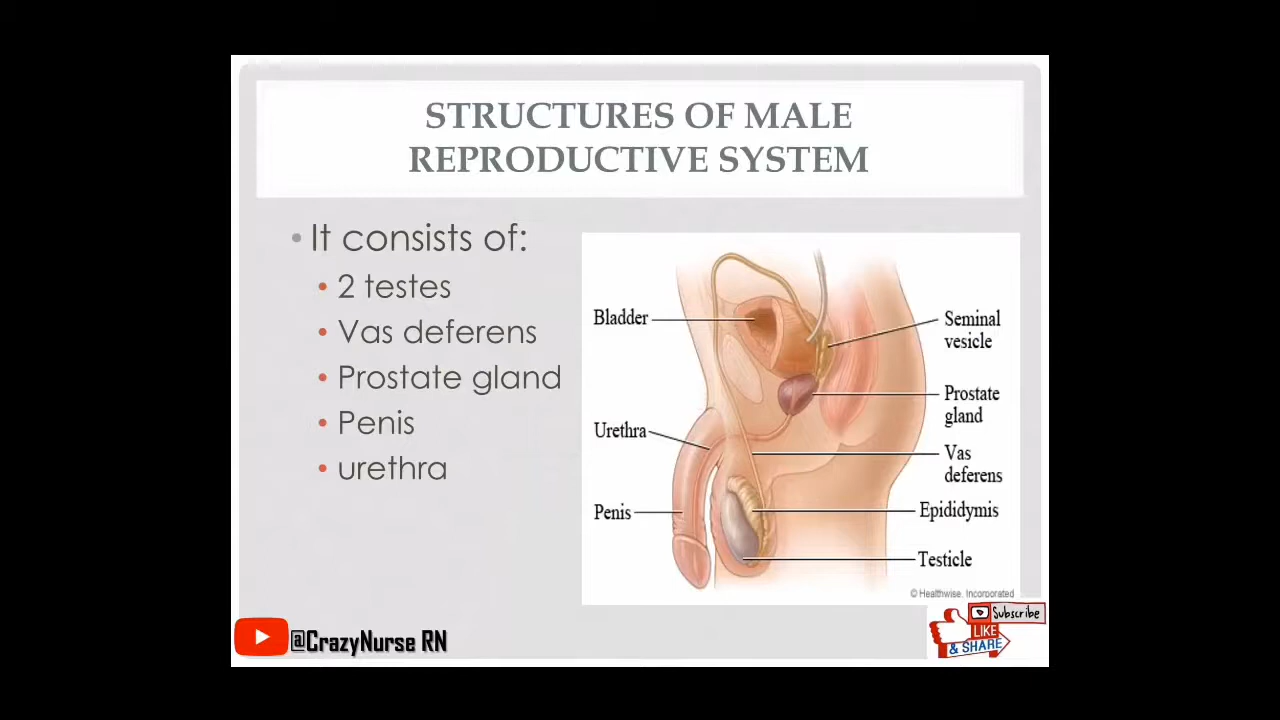 STRUCTURES OF MALE
REPRODUCTIVE SYSTEM
• It consists of:
• 2 testes
• Vas deferens
• Prostate gland
• Penis
• urethra
Bladder
Urethra
Penis
Seminal
vesicle
Prostate
gland
Vas
deferens
Epididymis
Testicle
© Healthwise, Incorporated
@CrazyNurse RN
Subscribe
LIKE
& SHARE